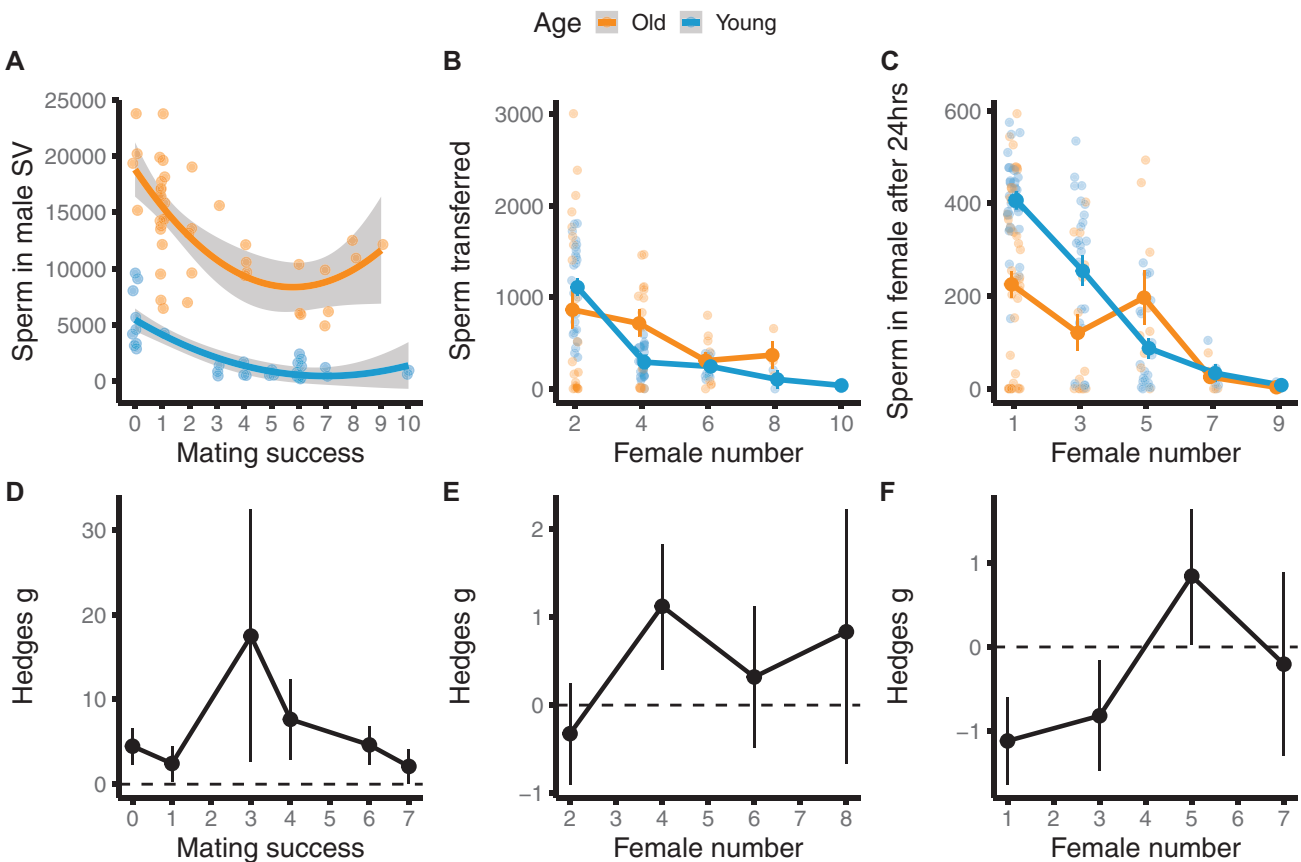 Age Old Young
A
Sperm in male SV
25000
20000
15000
10000
5000
0
0 1 2 3 4 5 6 7 8 9 10
Mating success
B
Sperm transferred
3000
2000
1000
0
2 4 6 8 10
Female number
C
Sperm in female after 24hrs
600
400
200
0
1 3 5 7 9
Female number
D
Hedges g
30
20
10
0
0 1 2 3 4 5 6 7
Mating success
E
Hedges g
2
1
0
−1
2 3 4 5 6 7 8
Female number
F
Hedges g
1
0
−1
1 2 3 4 5 6 7
Female number